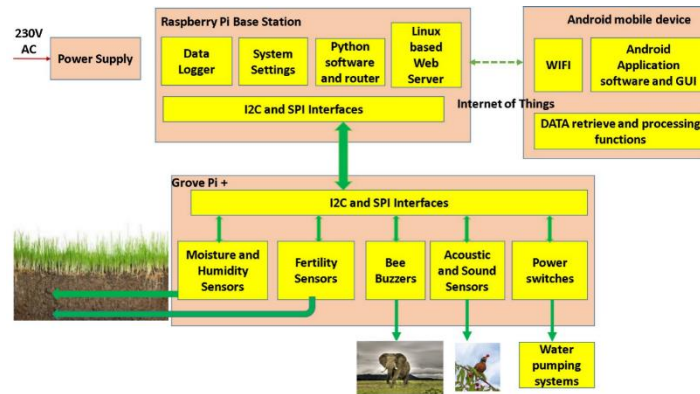 230V
AC
Power Supply
Raspberry Pi Base Station
Data
Logger
System
Settings
Python
software
and router
Linux
based
Web
Server
I2C and SPI Interfaces
Internet of Things
Android mobile device
WIFI
Android
Application
software and GUI
DATA retrieve and processing
functions
Grove Pi +
I2C and SPI Interfaces
Moisture and
Humidity
Sensors
Fertility
Sensors
Bee
Buzzers
Acoustic
and Sound
Sensors
Power
switches
Water
pumping
systems